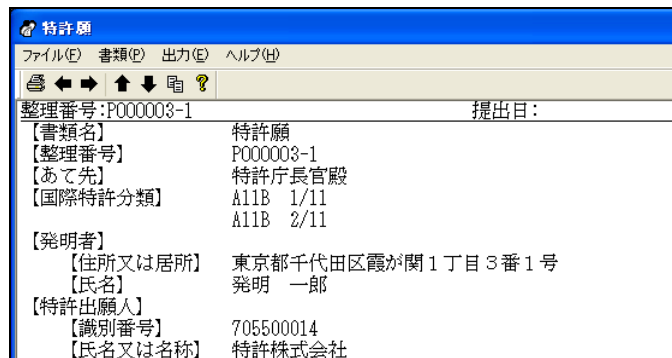 特許願
ファイル(F) 書類(P) 出力(E) ヘルプ(H)
整理番号:P000003-1 提出日:
【書類名】 特許願
【整理番号】 P000003-1
【あて先】 特許庁長官殿
【国際特許分類】 A11B 1/11
A11B 2/11
【発明者】
【住所又は居所】 東京都千代田区霞が関1丁目3番1号
【氏名】 発明 一郎
【特許出願人】
【識別番号】 705500014
【氏名又は名称】 特許株式会社